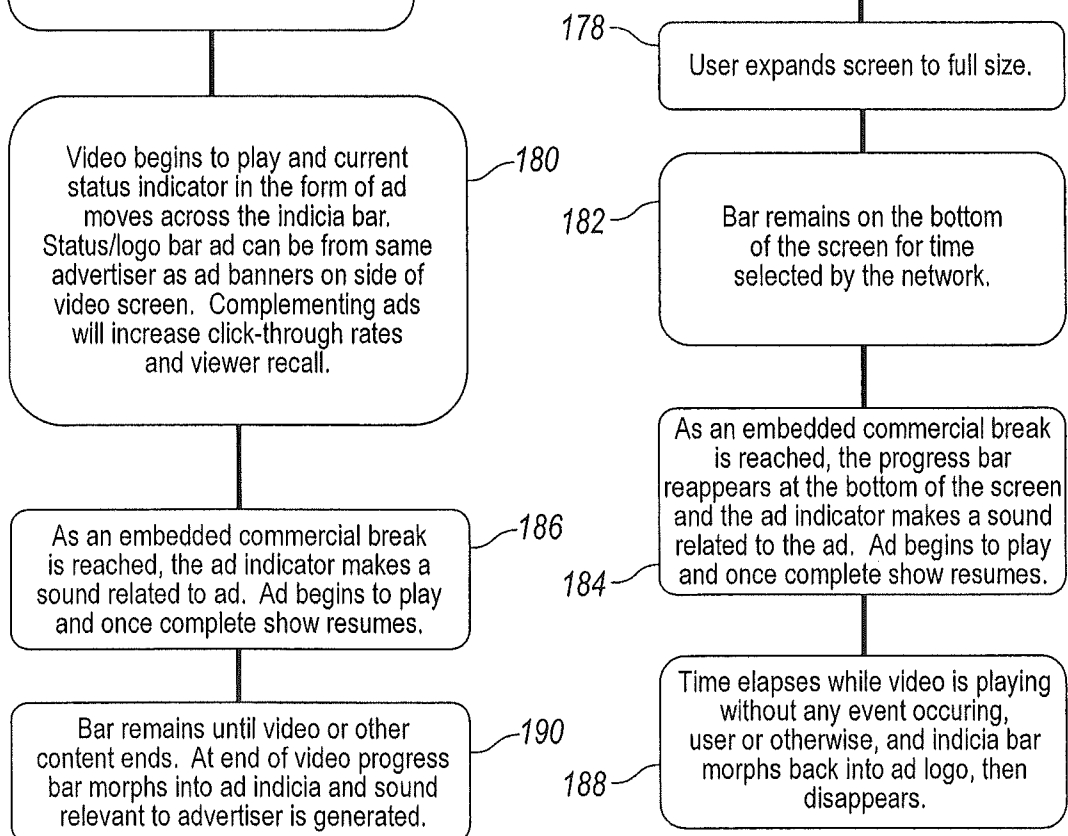 178
User expands screen to full size.
Video begins to play and current
status indicator in the form of ad
moves across the indicia bar.
Status/logo bar ad can be from same
advertiser as ad banners on side of
video screen. Complementing ads
will increase click-through rates
and viewer recall.
180
182
Bar remains on the bottom
of the screen for time
selected by the network.
As an embedded commercial break
is reached, the progress bar
reappears at the bottom of the screen
and the ad indicator makes a sound
related to the ad. Ad begins to play
and once complete show resumes.
184
As an embedded commercial break
is reached, the ad indicator makes a
sound related to ad. Ad begins to play
and once complete show resumes.
186
Time elapses while video is playing
without any event occuring,
user or otherwise, and indicia bar
morphs back into ad logo, then
disappears.
188
Bar remains until video or other
content ends. At end of video progress
bar morphs into ad indicia and sound
relevant to advertiser is generated.
190